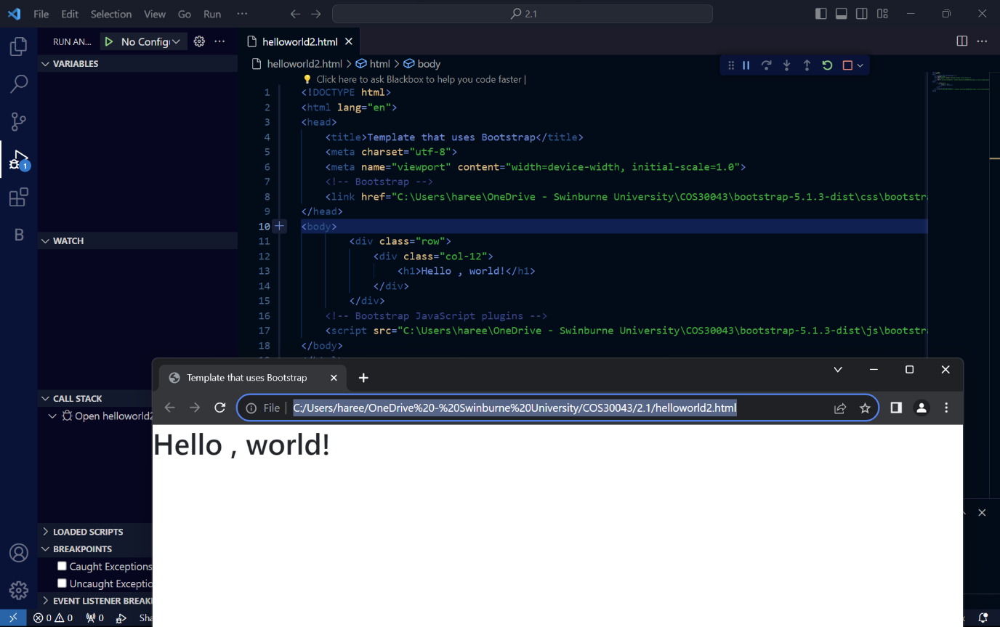 File Edit Selection View Go Run ··· 2.1
RUN AN... No Config
helloworld2.html
VARIABLES
helloworld2.html > html > body
Click here to ask Blackbox to help you code faster |
1 <!DOCTYPE html>
2 <html lang="en">
3 <head>
4 <title>Template that uses Bootstrap</title>
5 <meta charset="utf-8">
6 <meta name="viewport" content="width=device-width, initial-scale=1.0">
7 <!-- Bootstrap -->
8 <link href="C:\Users\haree\OneDrive - Swinburne University\COS30043\bootstrap-5.1.3-dist\css\bootstr
9 </head>
10 <body>
11 <div class="row">
12 <div class="col-12">
13 <h1>Hello , world!</h1>
14 </div>
15 </div>
16 <!-- Bootstrap JavaScript plugins -->
17 <script src="C:\Users\haree\OneDrive - Swinburne University\COS30043\bootstrap-5.1.3-dist\js\bootstr
18 </body>
1
B
WATCH
CALL STACK
Open helloworld2
LOADED SCRIPTS
BREAKPOINTS
Caught Exceptions
Uncaught Exceptio
EVENT LISTENER BREAK
0 0 0 Sha
Template that uses Bootstrap
File | C:/Users/haree/OneDrive%20-%20Swinburne%20University/COS30043/2.1/helloworld2.html
Hello , world!